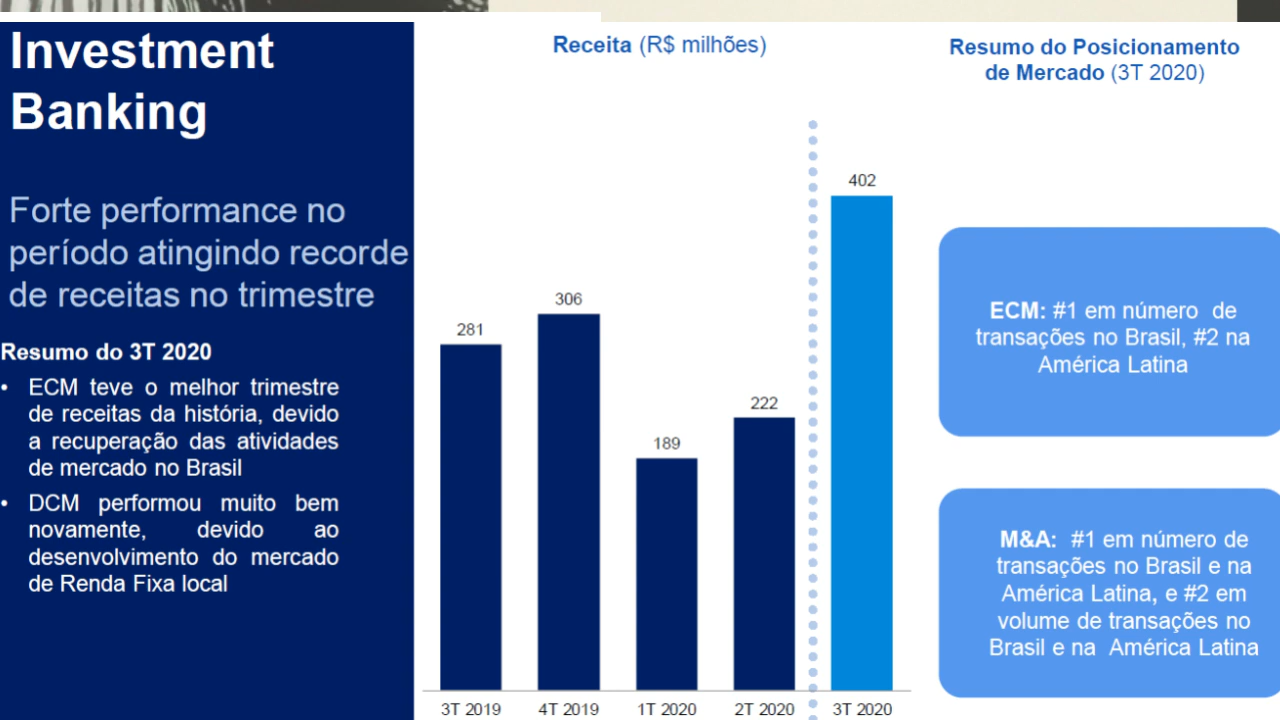 Investment
Banking
Forte performance no
período atingindo recorde
de receitas no trimestre
Resumo do 3T 2020
• ECM teve o melhor trimestre
de receitas da história, devido
a recuperação das atividades
de mercado no Brasil
• DCM performou muito bem
novamente, devido ao
desenvolvimento do mercado
de Renda Fixa local
Receita (R$ milhões)
281
306
189
222
402
3T 2019
4T 2019
1T 2020
2T 2020
3T 2020
Resumo do Posicionamento
de Mercado (3T 2020)
ECM: #1 em número de
transações no Brasil, #2 na
América Latina
M&A: #1 em número de
transações no Brasil e na
América Latina, e #2 em
volume de transações no
Brasil e na América Latina